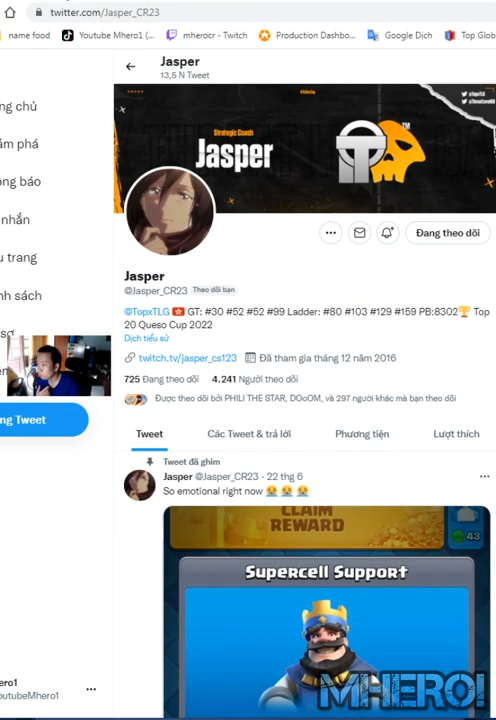 twitter.com/Jasper_CR23
name food
Youtube Mhero1 (...
mherocr - Twitch
Production Dashbo...
Google Dịch
Top Glob
Jasper
13,5 N Tweet
ng chủ
ám phá
ng báo
nhắn
u trang
nh sách
sơ
ng Tweet
Strategic Coach
Jasper
TM
Đang theo dõi
Jasper
@Jasper_CR23 Theo dõi bạn
@TopxTLG 🇭🇰 GT: #30 #52 #52 #99 Ladder: #80 #103 #129 #159 PB:8302🏆 Top
20 Queso Cup 2022
Dịch tiểu sử
twitch.tv/jasper_cs123 Đã tham gia tháng 12 năm 2016
725 Đang theo dõi 4.241 Người theo dõi
Được theo dõi bởi PHILI THE STAR, DOoOM, và 297 người khác mà bạn theo dõi
Tweet
Các Tweet & trả lời
Phương tiện
Lượt thích
Tweet đã ghim
Jasper @Jasper_CR23 · 22 thg 6
So emotional right now 😭 😭 😭
CLAIM
REWARD
43
Supercell Support
ero1
outubeMhero1
MHERO1